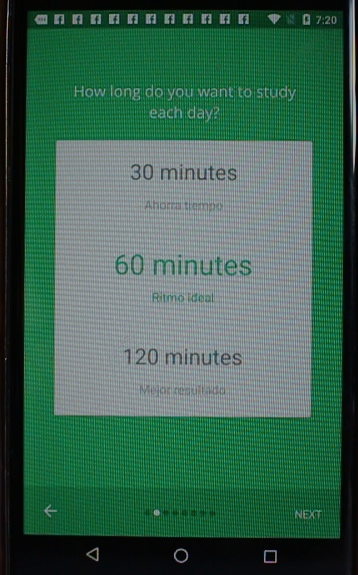 7:20
How long do you want to study
each day?
30 minutes
Ahorra tiempo
60 minutes
Ritmo ideal
120 minutes
Mejor resultado
NEXT